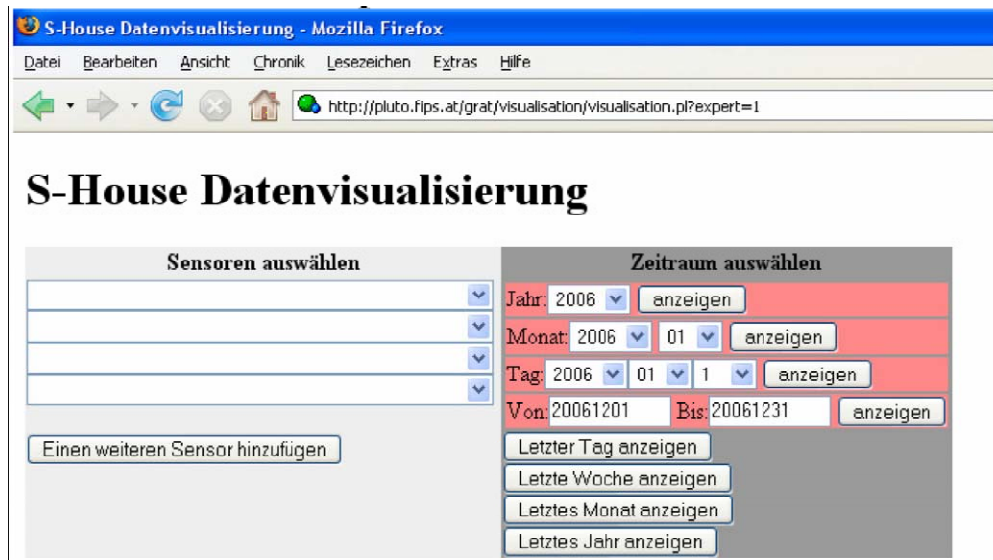 S-House Datenvisualisierung - Mozilla Firefox
Datei Bearbeiten Ansicht Chronik Lesezeichen Extras Hilfe
http://pluto.fips.at/grat/visualisation/visualisation.pl?expert=1
S-House Datenvisualisierung
Sensoren auswählen
Einen weiteren Sensor hinzufügen
Zeitraum auswählen
Jahr: 2006 anzeigen
Monat: 2006 01 anzeigen
Tag: 2006 01 1 anzeigen
Von: 20061201 Bis: 20061231 anzeigen
Letzter Tag anzeigen
Letzte Woche anzeigen
Letztes Monat anzeigen
Letztes Jahr anzeigen